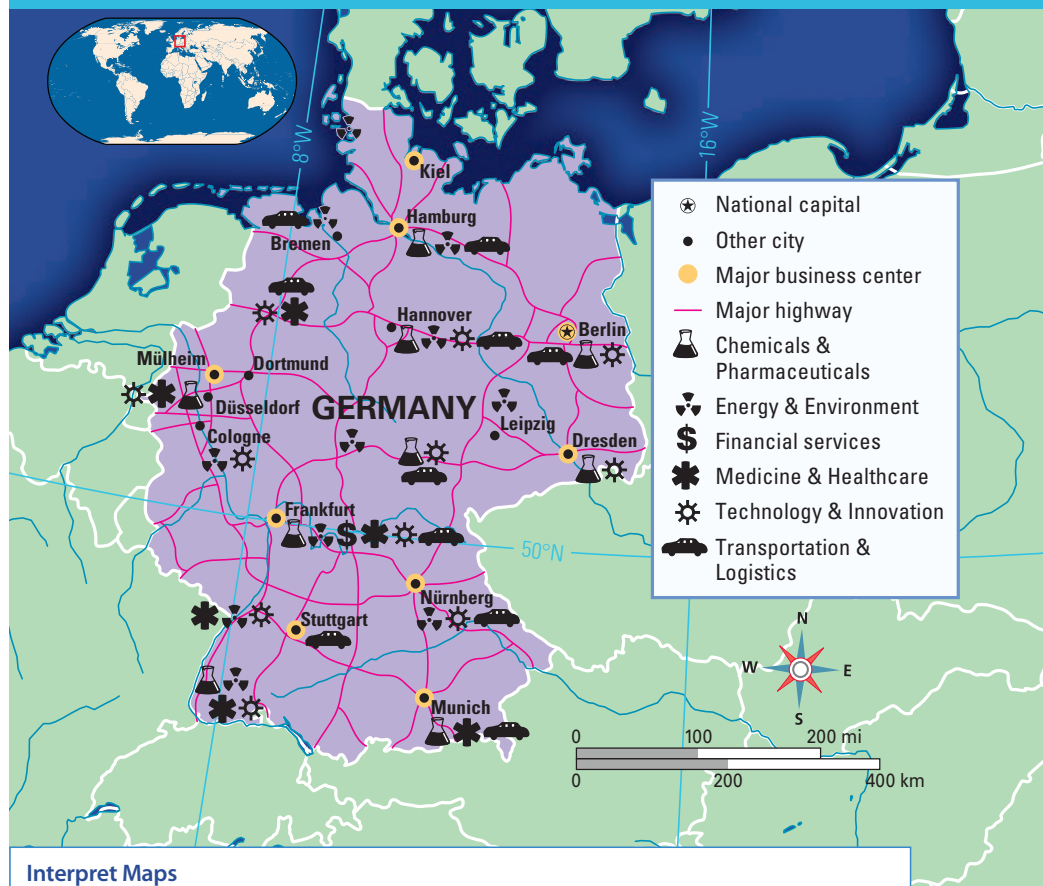 8°W
16°W
Kiel
Hamburg
Bremen
Hannover
Berlin
Mülheim
Dortmund
Düsseldorf
GERMANY
Leipzig
Cologne
Dresden
Frankfurt
50°N
Nürnberg
Stuttgart
Munich
National capital
Other city
Major business center
Major highway
Chemicals &
Pharmaceuticals
Energy & Environment
$ Financial services
Medicine & Healthcare
Technology & Innovation
Transportation &
Logistics
N
W E
S
0 100 200 mi
0 200 400 km
Interpret Maps